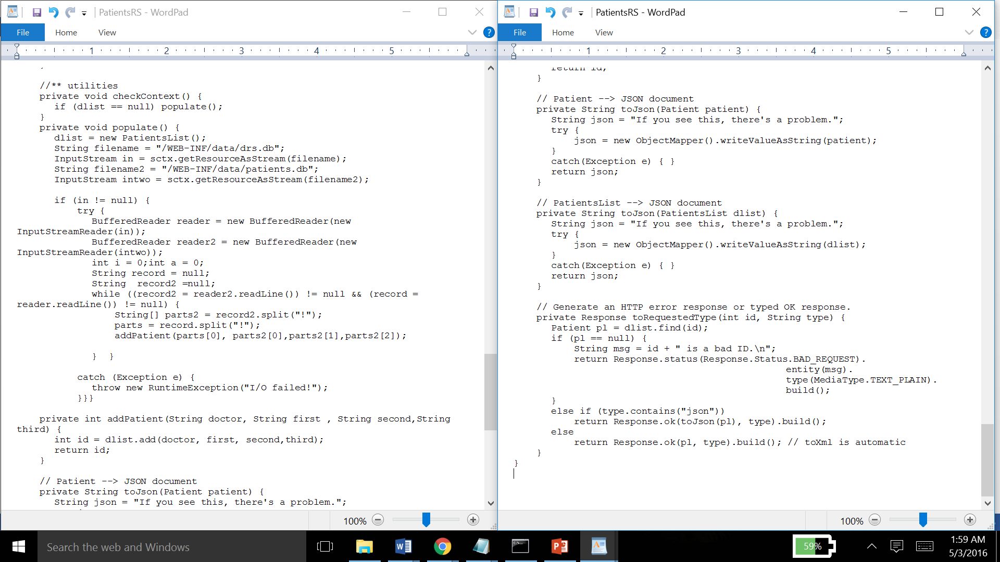 PatientsRS - WordPad
File Home View
1 2 3 4 5
//** utilities
private void checkContext() {
if (dlist == null) populate();
}
private void populate() {
dlist = new PatientsList();
String filename = "/WEB-INF/data/drs.db";
InputStream in = sctx.getResourceAsStream(filename);
String filename2 = "/WEB-INF/data/patients.db";
InputStream intwo = sctx.getResourceAsStream(filename2);
if (in != null) {
try {
BufferedReader reader = new BufferedReader(new
InputStreamReader(in));
BufferedReader reader2 = new BufferedReader(new
InputStreamReader(intwo));
int i = 0;int a = 0;
String record = null;
String  record2 =null;
while ((record2 = reader2.readLine()) != null && (record =
reader.readLine()) != null) {
String[] parts2 = record2.split("!");
parts = record.split("!");
addPatient(parts[0], parts2[0],parts2[1],parts2[2]);
}  }
catch (Exception e) {
throw new RuntimeException("I/O failed!");
}}}
private int addPatient(String doctor, String first , String second,String
third) {
int id = dlist.add(doctor, first, second,third);
return id;
}
// Patient --> JSON document
private String toJson(Patient patient) {
String json = "If you see this, there's a problem.";
100%
PatientsRS - WordPad
File Home View
1 2 3 4 5
return id;
}
// Patient --> JSON document
private String toJson(Patient patient) {
String json = "If you see this, there's a problem.";
try {
json = new ObjectMapper().writeValueAsString(patient);
}
catch(Exception e) { }
return json;
}
// PatientsList --> JSON document
private String toJson(PatientsList dlist) {
String json = "If you see this, there's a problem.";
try {
json = new ObjectMapper().writeValueAsString(dlist);
}
catch(Exception e) { }
return json;
}
// Generate an HTTP error response or typed OK response.
private Response toRequestedType(int id, String type) {
Patient pl = dlist.find(id);
if (pl == null) {
String msg = id + " is a bad ID.\n";
return Response.status(Response.Status.BAD_REQUEST).
entity(msg).
type(MediaType.TEXT_PLAIN).
build();
}
else if (type.contains("json"))
return Response.ok(toJson(pl), type).build();
else
return Response.ok(pl, type).build(); // toXml is automatic
}
}
100%
Search the web and Windows
59%
1:59 AM
5/3/2016